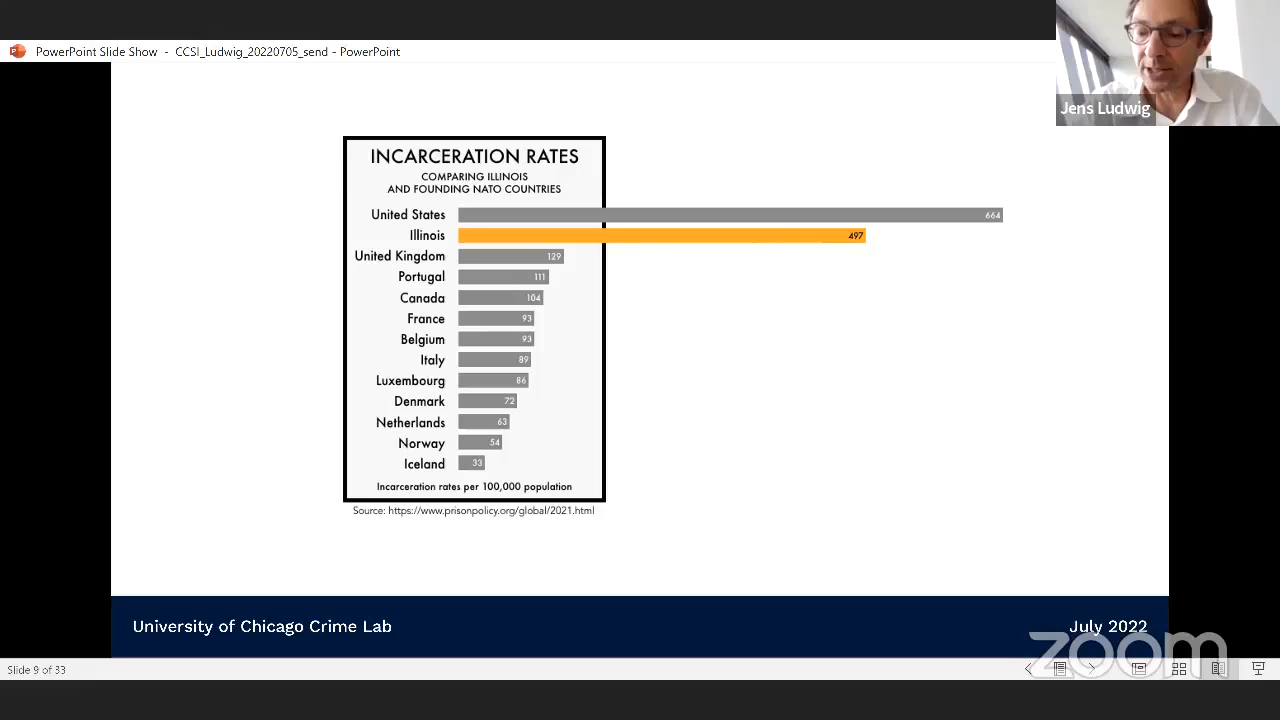 PowerPoint Slide Show - CCSI_Ludwig_20220705_send - PowerPoint
Jens Ludwig
INCARCERATION RATES
COMPARING ILLINOIS
AND FOUNDING NATO COUNTRIES
United States 664
Illinois 497
United Kingdom 129
Portugal 111
Canada 104
France 93
Belgium 93
Italy 89
Luxembourg 86
Denmark 72
Netherlands 63
Norway 54
Iceland 33
Incarceration rates per 100,000 population
Source: https://www.prisonpolicy.org/global/2021.html
University of Chicago Crime Lab
July 2022
zoom
Slide 9 of 33